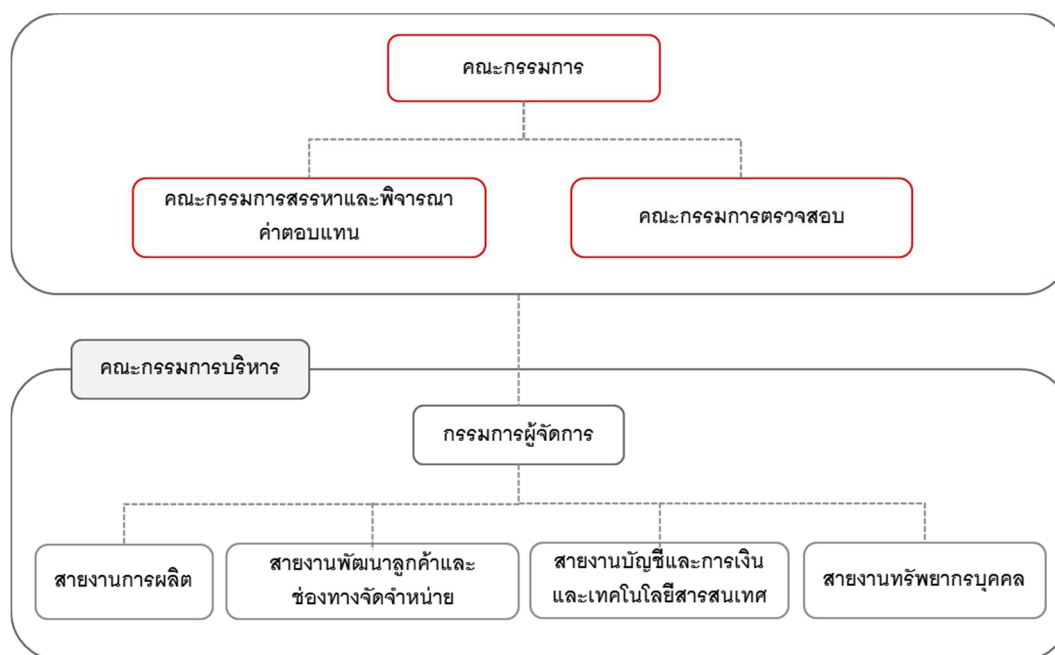 คณะกรรมการ
คณะกรรมการสรรหาและพิจารณา
ค่าตอบแทน
คณะกรรมการตรวจสอบ
คณะกรรมการบริหาร
กรรมการผู้จัดการ
สายงานการผลิต
สายงานพัฒนาลูกค้าและ
ช่องทางจัดจำหน่าย
สายงานบัญชีและการเงิน
และเทคโนโลยีสารสนเทศ
สายงานทรัพยากรบุคคล